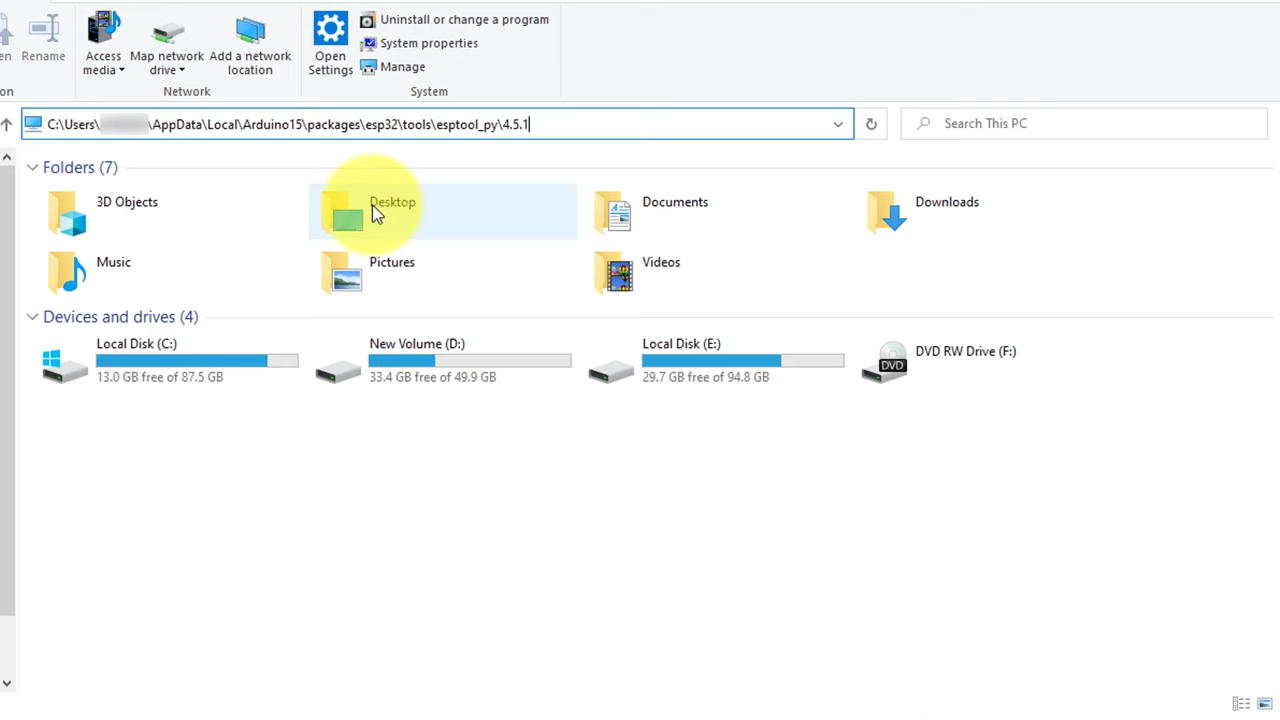 en
Rename
Access media
Map network drive
Add a network location
Open Settings
Uninstall or change a program
System properties
Manage
on
Network
System
C:\Users\ \AppData\Local\Arduino15\packages\esp32\tools\esptool_py\4.5.1
Search This PC
Folders (7)
3D Objects
Desktop
Documents
Downloads
Music
Pictures
Videos
Devices and drives (4)
Local Disk (C:)
13.0 GB free of 87.5 GB
New Volume (D:)
33.4 GB free of 49.9 GB
Local Disk (E:)
29.7 GB free of 94.8 GB
DVD
DVD RW Drive (F:)